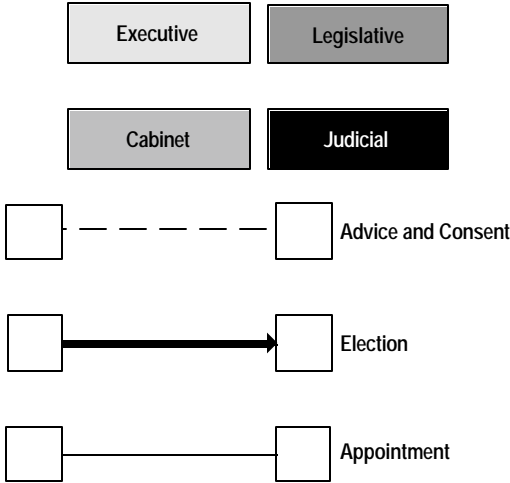 Executive
Legislative
Cabinet
Judicial
Advice and Consent
Election
Appointment